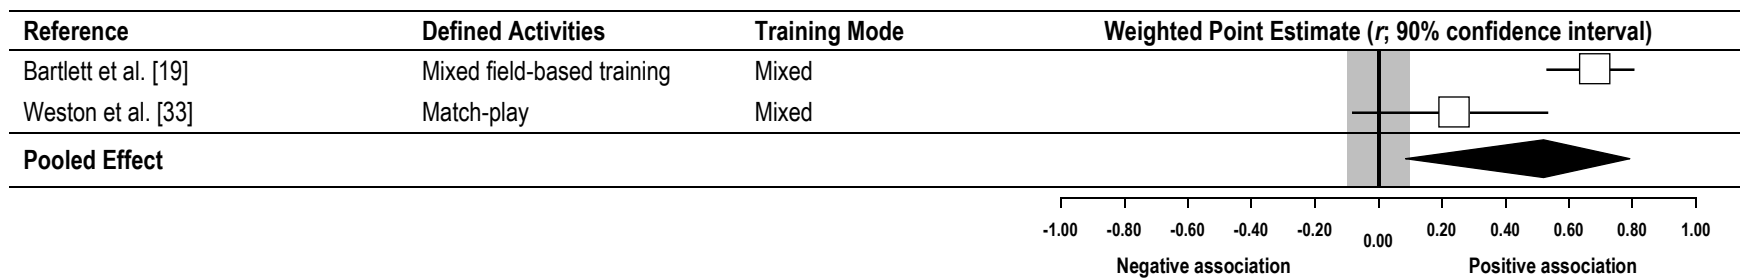 Reference Defined Activities Training Mode Weighted Point Estimate (r; 90% confidence interval)
Bartlett et al. [19] Mixed field-based training Mixed
Weston et al. [33] Match-play Mixed
Pooled Effect
-1.00 -0.80 -0.60 -0.40 -0.20 0.00 0.20 0.40 0.60 0.80 1.00
Negative association Positive association